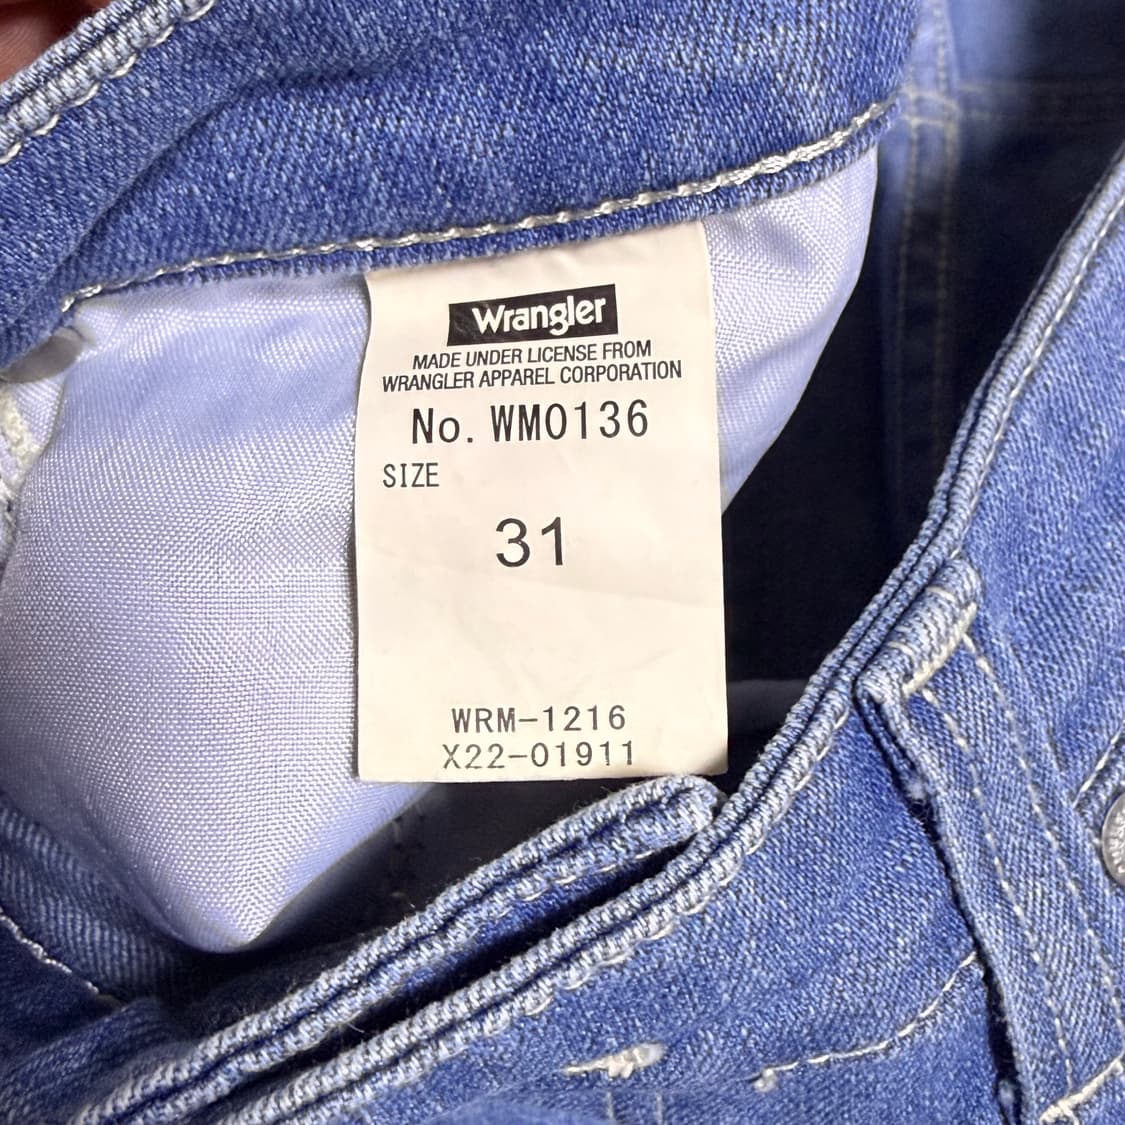 Wrangler
MADE UNDER LICENSE FROM
WRANGLER APPAREL CORPORATION
No. WM0136
SIZE
31
WRM-1216
X22-01911